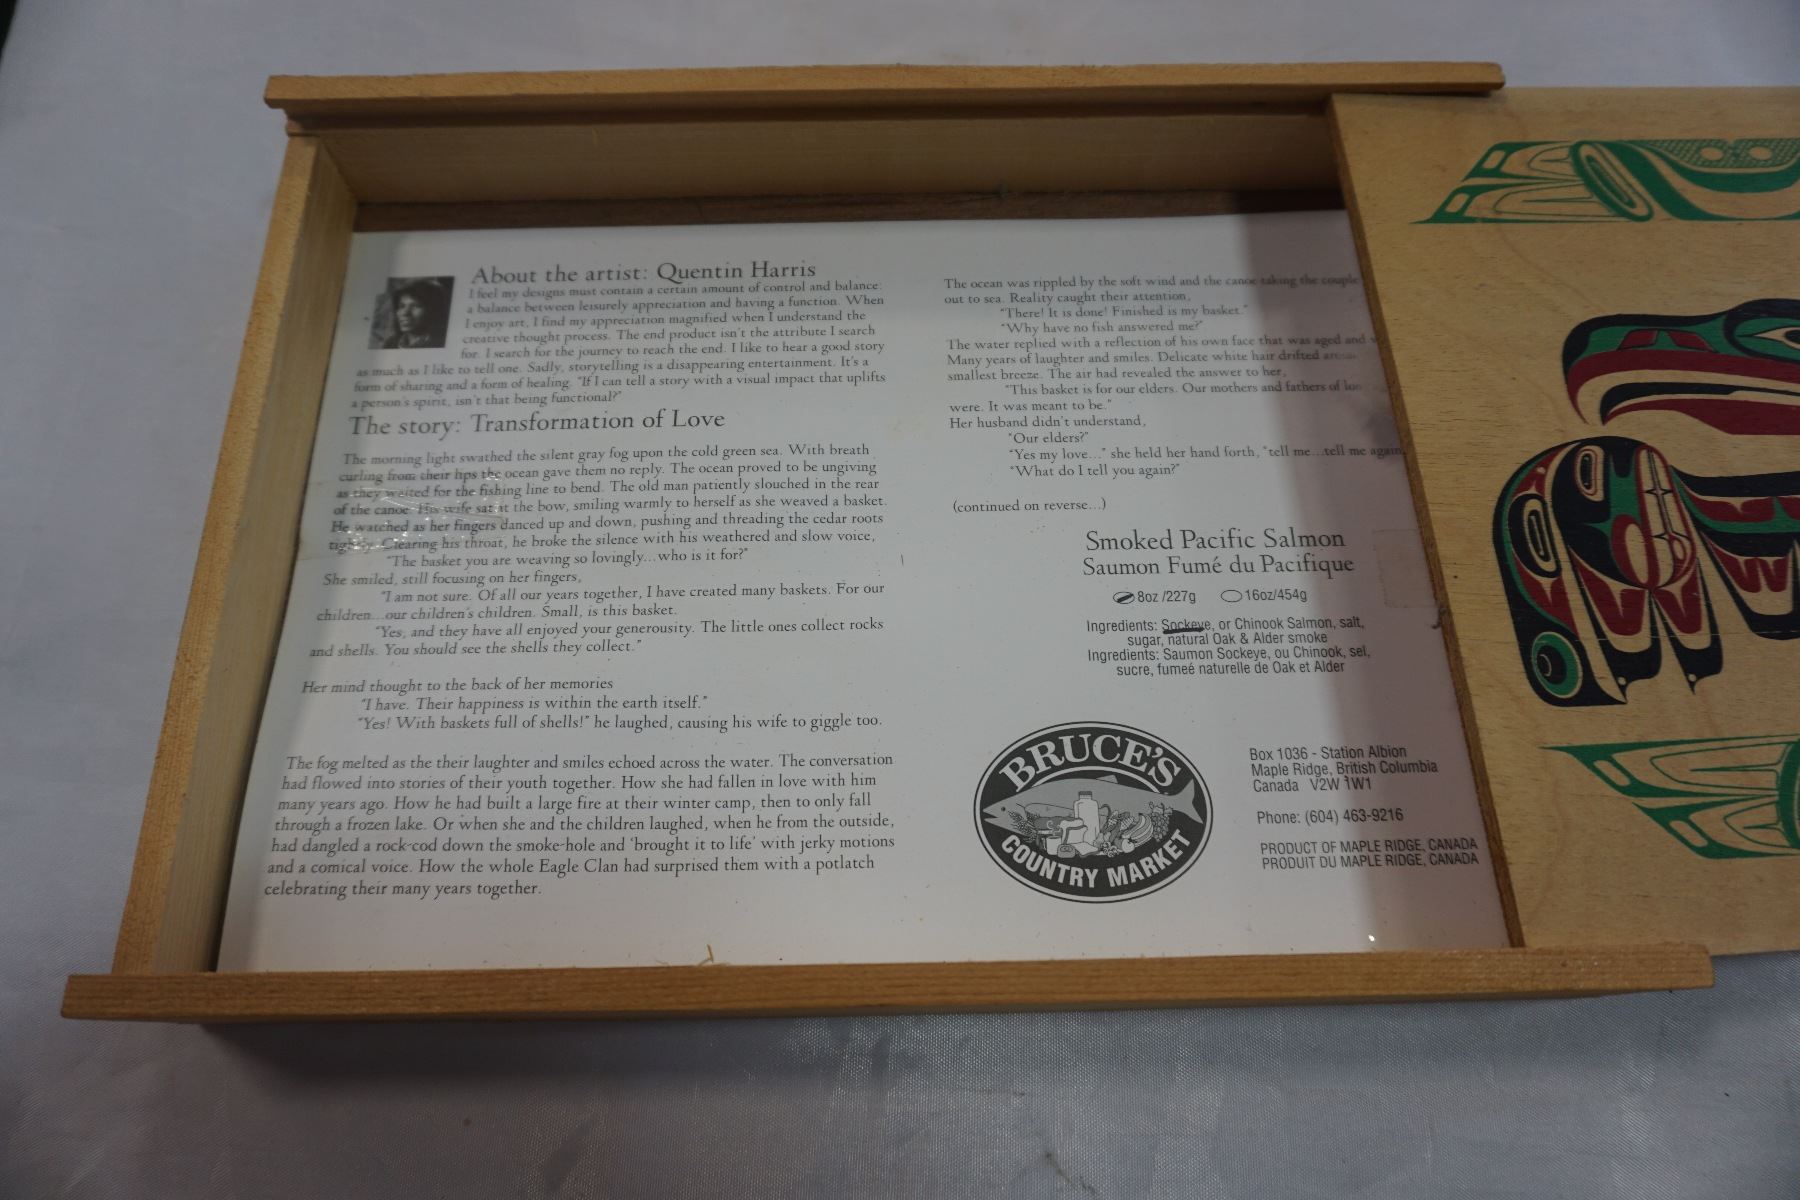 About the artist: Quentin Harris
I feel my designs must contain a certain amount of control and balance:
a balance between leisurely appreciation and having a function. When
I enjoy art, I find my appreciation magnified when I understand the
creative thought process. The end product isn't the attribute I search
for. I search for the journey to reach the end. I like to hear a good story
as much as I like to tell one. Sadly, storytelling is a disappearing entertainment. It's a
form of sharing and a form of healing. "If I can tell a story with a visual impact that uplifts
a person's spirit, isn't that being functional?"
The story: Transformation of Love
The morning light swathed the silent gray fog upon the cold green sea. With breath
curling from their lips the ocean gave them no reply. The ocean proved to be ungiving
as they waited for the fishing line to bend. The old man patiently slouched in the rear
of the canoe. His wife sat at the bow, smiling warmly to herself as she weaved a basket.
He watched as her fingers danced up and down, pushing and threading the cedar roots
tightly. Clearing his throat, he broke the silence with his weathered and slow voice,
"The basket you are weaving so lovingly...who is it for?"
She smiled, still focusing on her fingers,
"I am not sure. Of all our years together, I have created many baskets. For our
children...our children's children. Small, is this basket.
"Yes, and they have all enjoyed your generousity. The little ones collect rocks
and shells. You should see the shells they collect."
Her mind thought to the back of her memories
"I have. Their happiness is within the earth itself."
"Yes! With baskets full of shells!" he laughed, causing his wife to giggle too.
The fog melted as the their laughter and smiles echoed across the water. The conversation
had flowed into stories of their youth together. How she had fallen in love with him
many years ago. How he had built a large fire at their winter camp, then to only fall
through a frozen lake. Or when she and the children laughed, when he from the outside,
had dangled a rock-cod down the smoke-hole and 'brought it to life' with jerky motions
and a comical voice. How the whole Eagle Clan had surprised them with a potlatch
celebrating their many years together.
The ocean was rippled by the soft wind and the canoe taking the couple
out to sea. Reality caught their attention,
"There! It is done! Finished is my basket."
"Why have no fish answered me?"
The water replied with a reflection of his own face that was aged and
Many years of laughter and smiles. Delicate white hair drifted
smallest breeze. The air had revealed the answer to her,
"This basket is for our elders. Our mothers and fathers of
were. It was meant to be."
Her husband didn't understand,
"Our elders?"
"Yes my love..." she held her hand forth, "tell me...tell me again
"What do I tell you again?"
(continued on reverse...)
Smoked Pacific Salmon
Saumon Fumé du Pacifique
8oz /227g 16oz/454g
Ingredients: Sockeye, or Chinook Salmon, salt,
sugar, natural Oak & Alder smoke
Ingredients: Saumon Sockeye, ou Chinook, sel,
sucre, fumeé naturelle de Oak et Alder
BRUCE'S
COUNTRY MARKET
Box 1036 - Station Albion
Maple Ridge, British Columbia
Canada V2W 1W1
Phone: (604) 463-9216
PRODUCT OF MAPLE RIDGE, CANADA
PRODUIT DU MAPLE RIDGE, CANADA